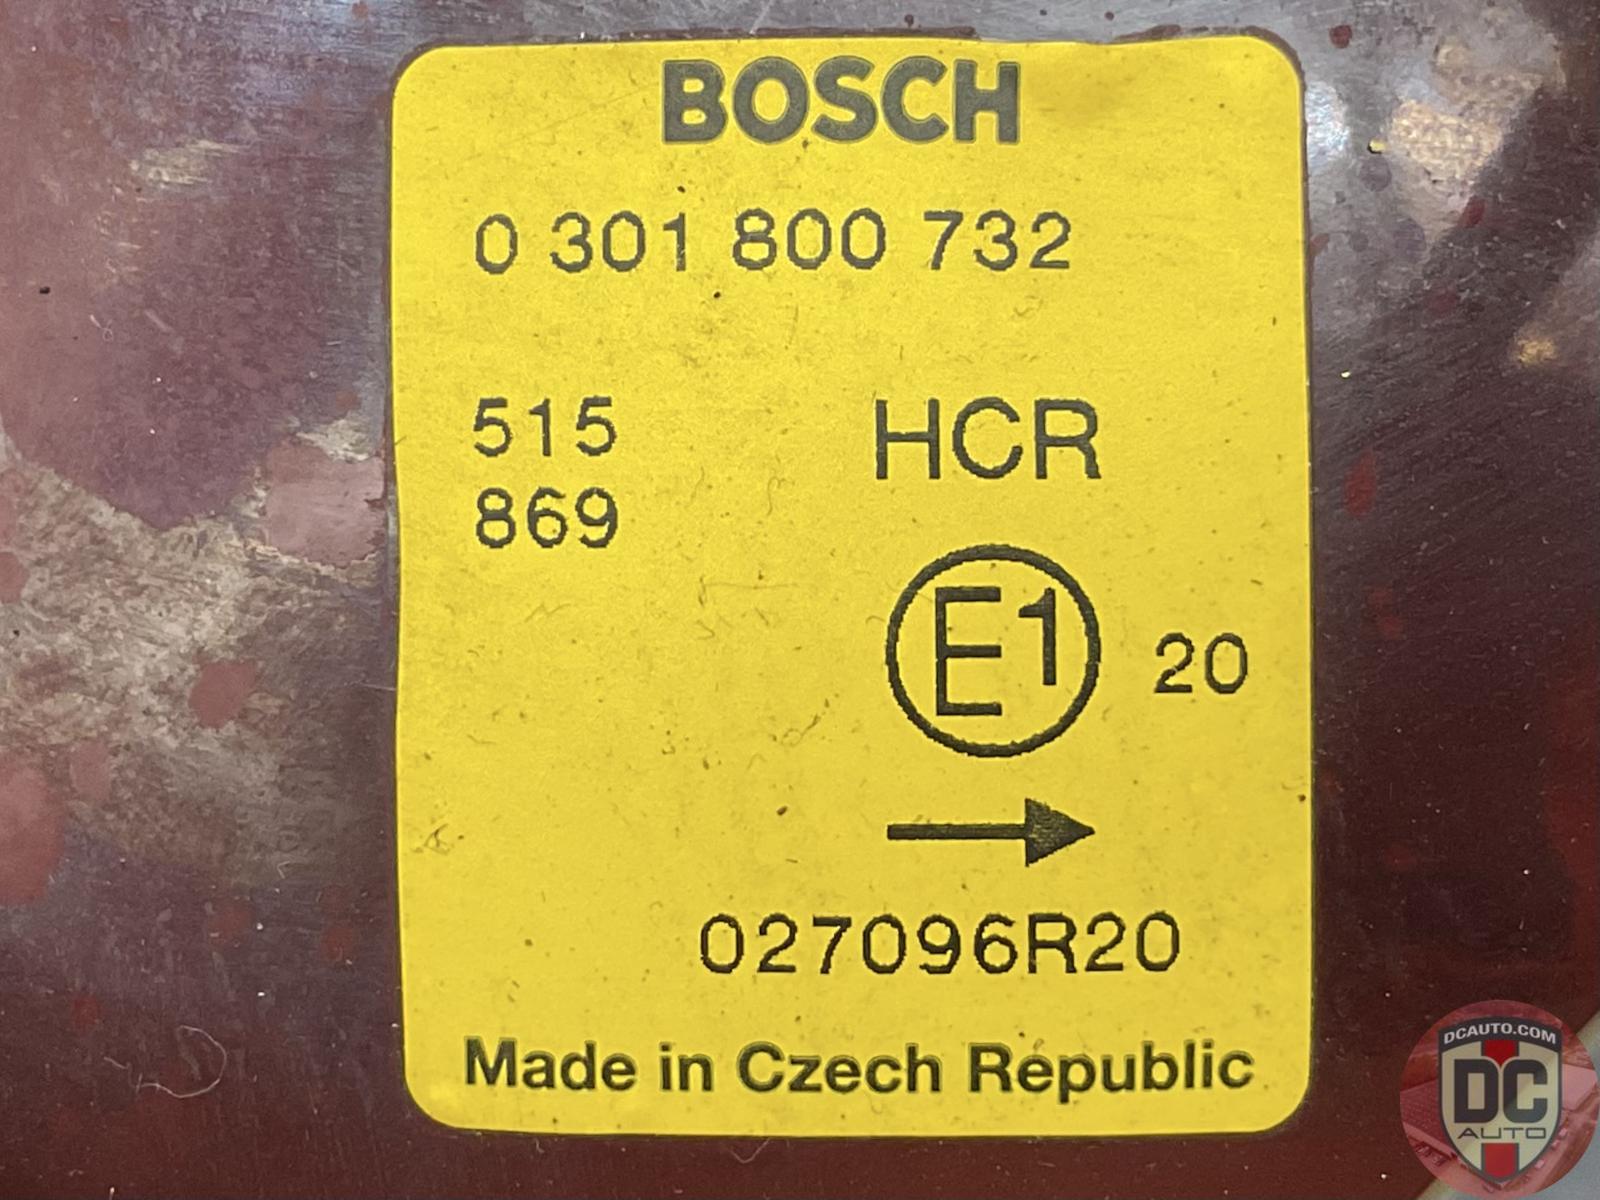 BOSCH
0 301 800 732
515
869
HCR
E1
20
027096R20
Made in Czech Republic
DCAUTO.COM
DC
AUTO